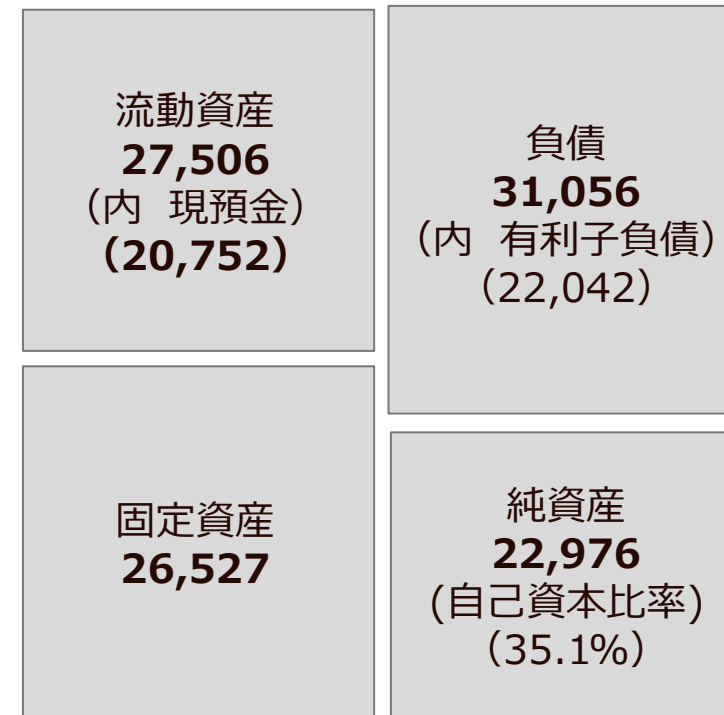 流動資産
27,506
（内　現預金）
（20,752）
固定資産
26,527
負債
31,056
（内　有利子負債）
（22,042）
純資産
22,976
(自己資本比率)
（35.1%）